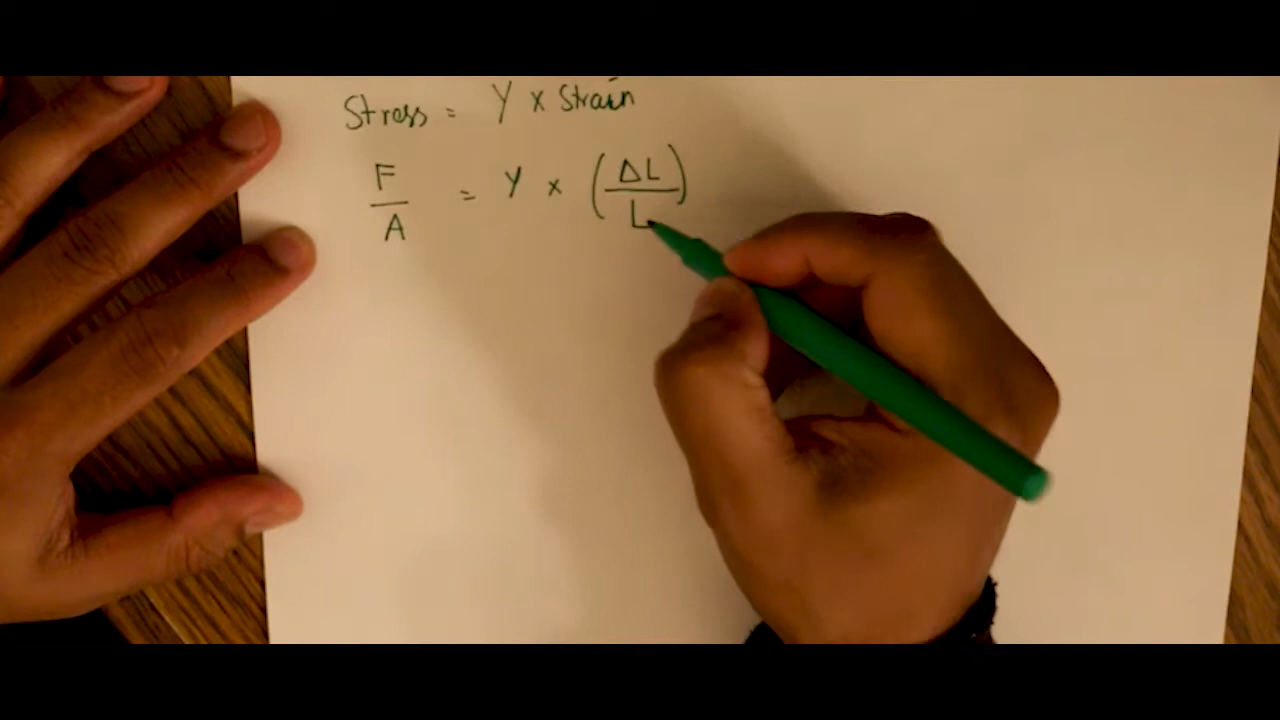 Stress = Y × Strain
F/A = Y × (ΔL/L)